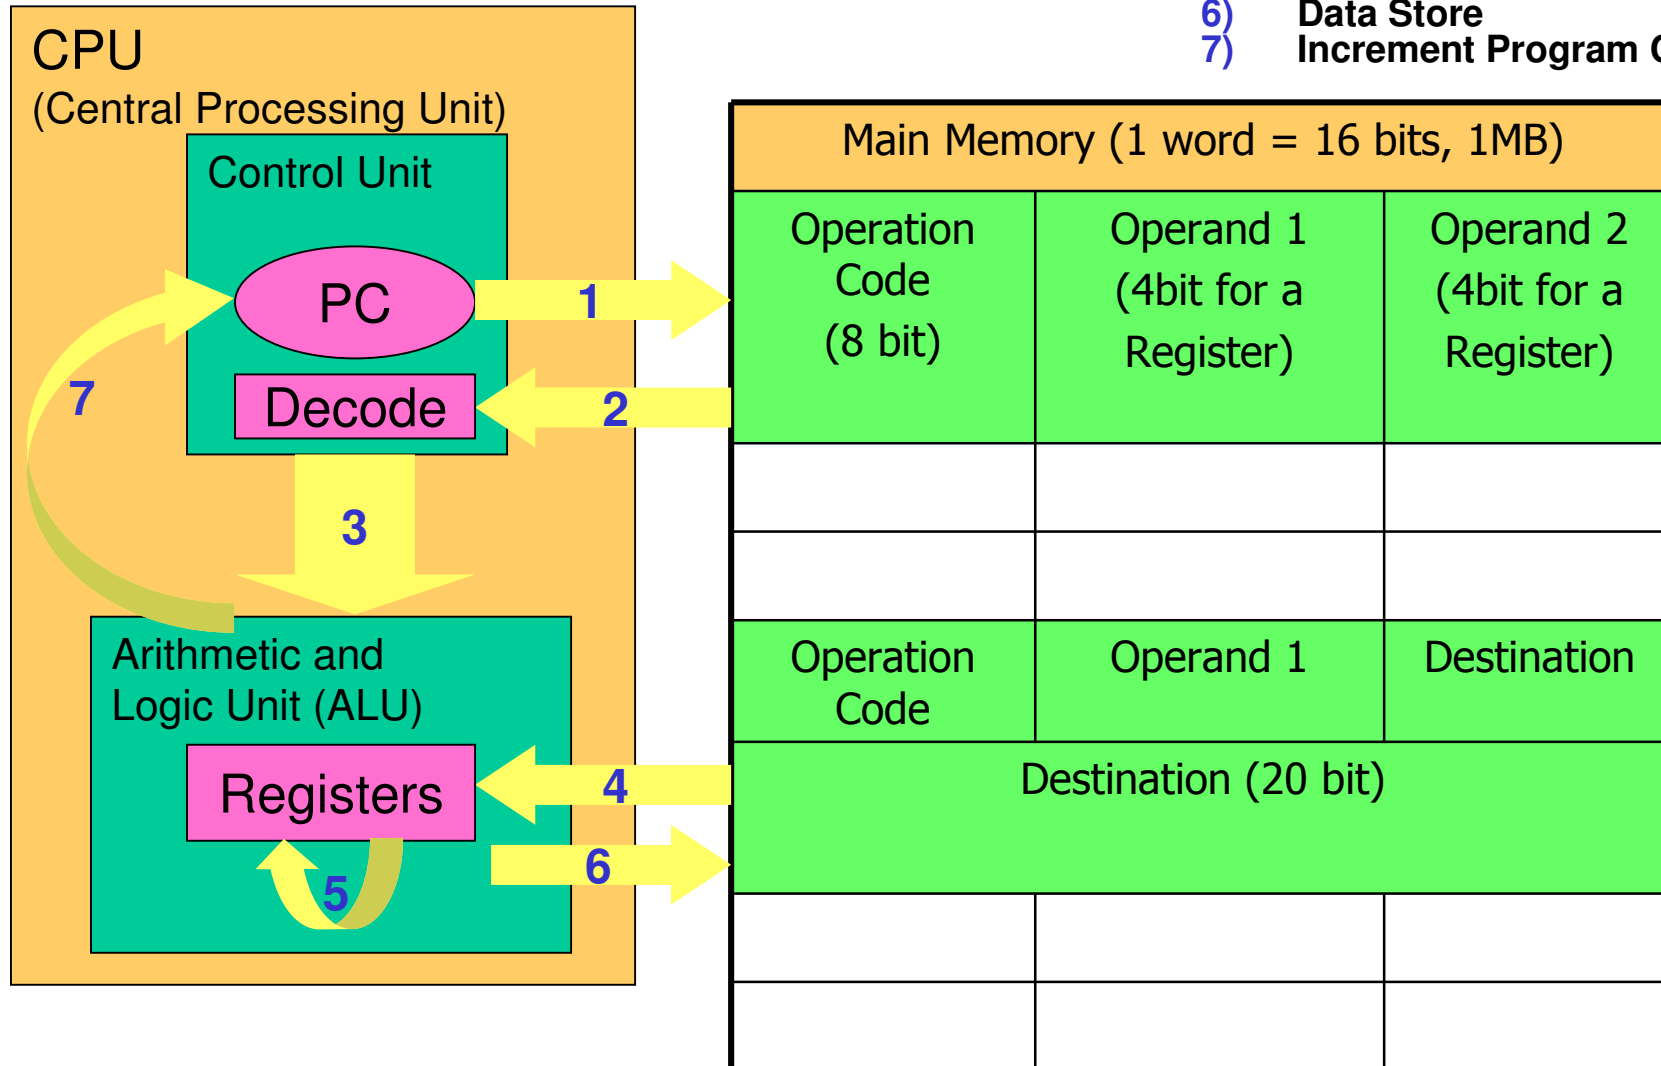 6) Data Store
7) Increment Program
CPU
(Central Processing Unit)
Control Unit
PC
Decode
1
2
3
7
Arithmetic and
Logic Unit (ALU)
Registers
4
5
6
Main Memory (1 word = 16 bits, 1MB)
Operation
Code
(8 bit)
Operand 1
(4bit for a
Register)
Operand 2
(4bit for a
Register)
Operation
Code
Operand 1
Destination
Destination (20 bit)